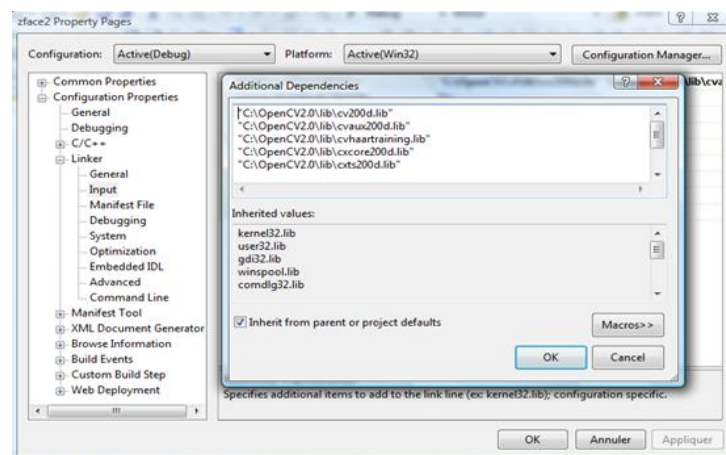 zface2 Property Pages
Configuration: Active(Debug) Platform: Active(Win32) Configuration Manager...
Common Properties
Configuration Properties
General
Debugging
C/C++
Linker
General
Input
Manifest File
Debugging
System
Optimization
Embedded IDL
Advanced
Command Line
Manifest Tool
XML Document Generator
Browse Information
Build Events
Custom Build Step
Web Deployment
Additional Dependencies
"C:\OpenCV2.0\lib\cv200d.lib"
"C:\OpenCV2.0\lib\cvaux200d.lib"
"C:\OpenCV2.0\lib\cvhaartraining.lib"
"C:\OpenCV2.0\lib\cxcore200d.lib"
"C:\OpenCV2.0\lib\cxts200d.lib"
Inherited values:
kernel32.lib
user32.lib
gdi32.lib
winspool.lib
comdlg32.lib
Inherit from parent or project defaults
Macros>>
OK Cancel
\lib\cva
Specifies additional items to add to the link line (ex: kernel32.lib); configuration specific.
OK Annuler Appliquer